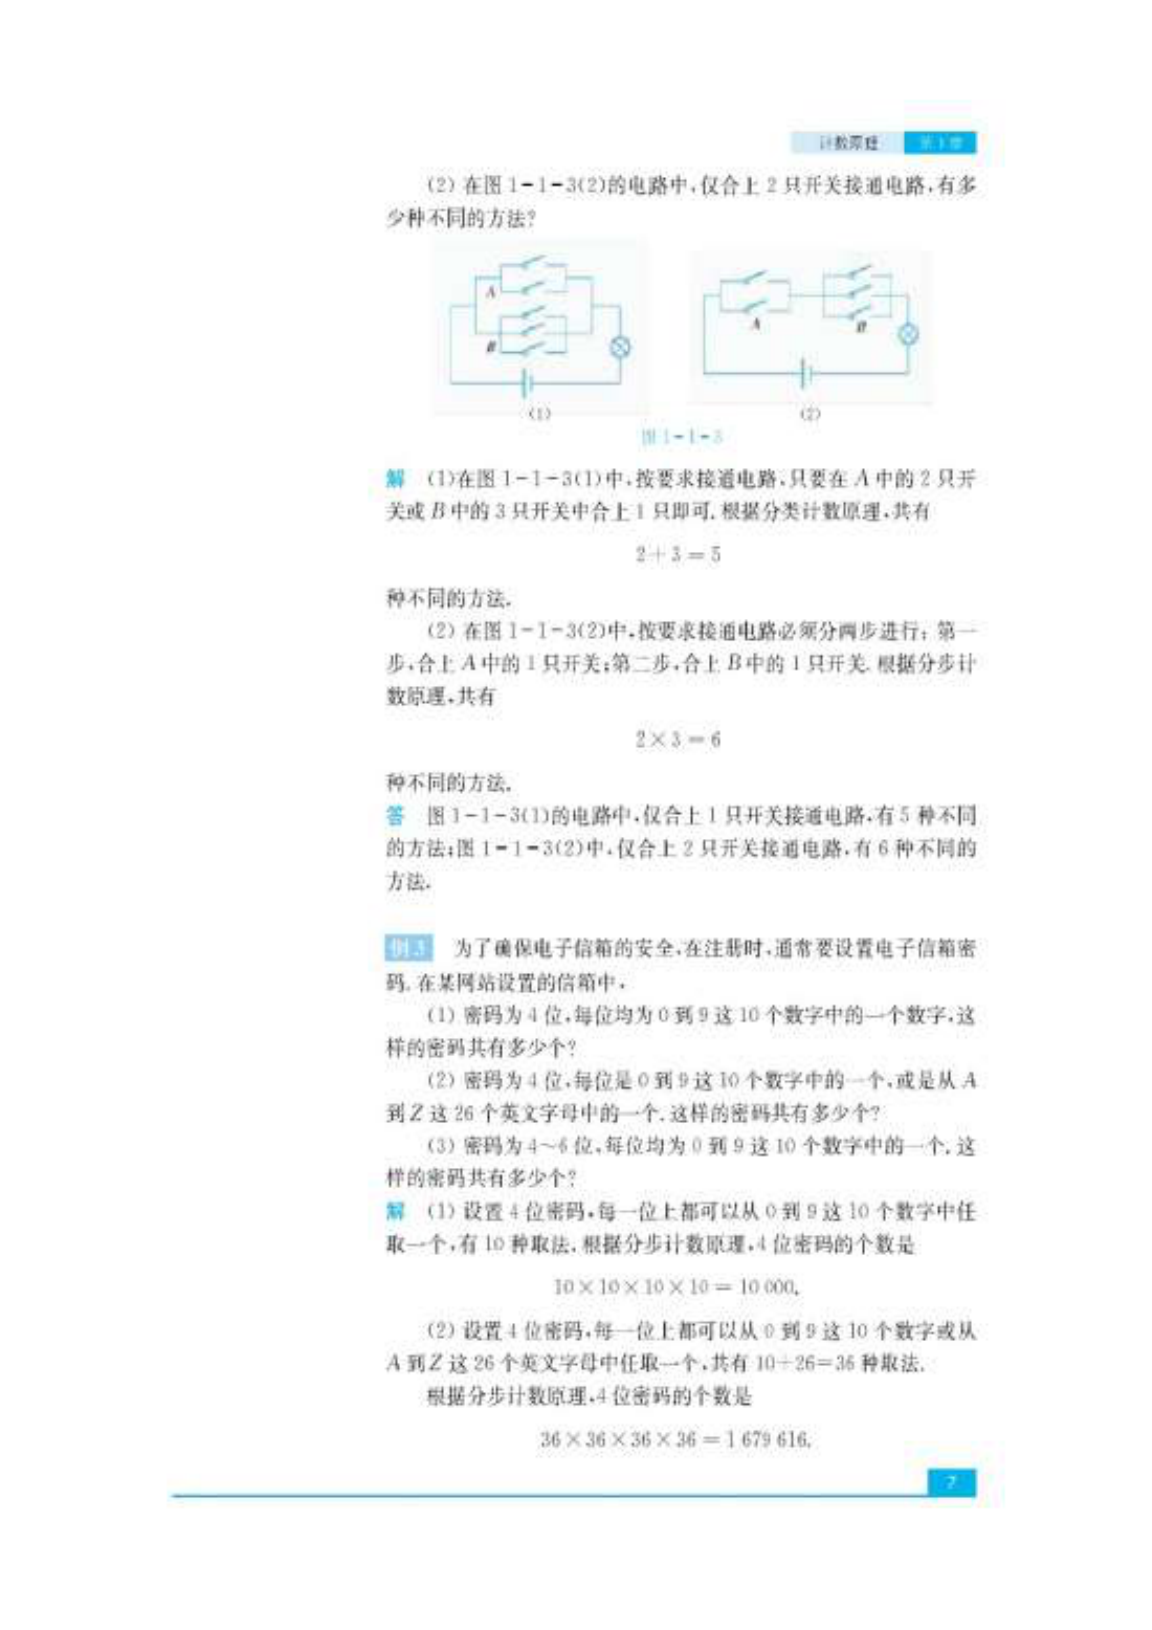 计数原理 第1章
(2) 在图 1-1-3(2)的电路中,仅合上 2 只开关接通电路,有多
少种不同的方法?
A
B
A
B
(1)
(2)
图 1-1-3
解 (1)在图 1-1-3(1)中,按要求接通电路,只要在 A 中的 2 只开
关或 B 中的 3 只开关中合上 1 只即可.根据分类计数原理,共有
2+3=5
种不同的方法.
(2) 在图 1-1-3(2)中,按要求接通电路必须分两步进行:第一
步,合上 A 中的 1 只开关;第二步,合上 B 中的 1 只开关.根据分步计
数原理,共有
2×3=6
种不同的方法.
答 图 1-1-3(1)的电路中,仅合上 1 只开关接通电路,有 5 种不同
的方法;图 1-1-3(2)中,仅合上 2 只开关接通电路,有 6 种不同的
方法.
例 3 为了确保电子信箱的安全,在注册时,通常要设置电子信箱密
码.在某网站设置的信箱中,
(1) 密码为 4 位,每位均为 0 到 9 这 10 个数字中的一个数字,这
样的密码共有多少个?
(2) 密码为 4 位,每位是 0 到 9 这 10 个数字中的一个,或是从 A
到 Z 这 26 个英文字母中的一个.这样的密码共有多少个?
(3) 密码为 4~6 位,每位均为 0 到 9 这 10 个数字中的一个.这
样的密码共有多少个?
解 (1) 设置 4 位密码,每一位上都可以从 0 到 9 这 10 个数字中任
取一个,有 10 种取法.根据分步计数原理,4 位密码的个数是
10×10×10×10=10 000.
(2) 设置 4 位密码,每一位上都可以从 0 到 9 这 10 个数字或从
A 到 Z 这 26 个英文字母中任取一个,共有 10+26=36 种取法.
根据分步计数原理,4 位密码的个数是
36×36×36×36=1 679 616.
7